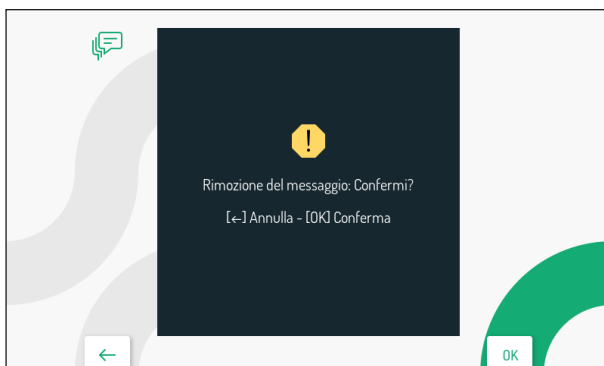 !
Rimozione del messaggio: Confermi?
[←] Annulla - [OK] Conferma
← OK